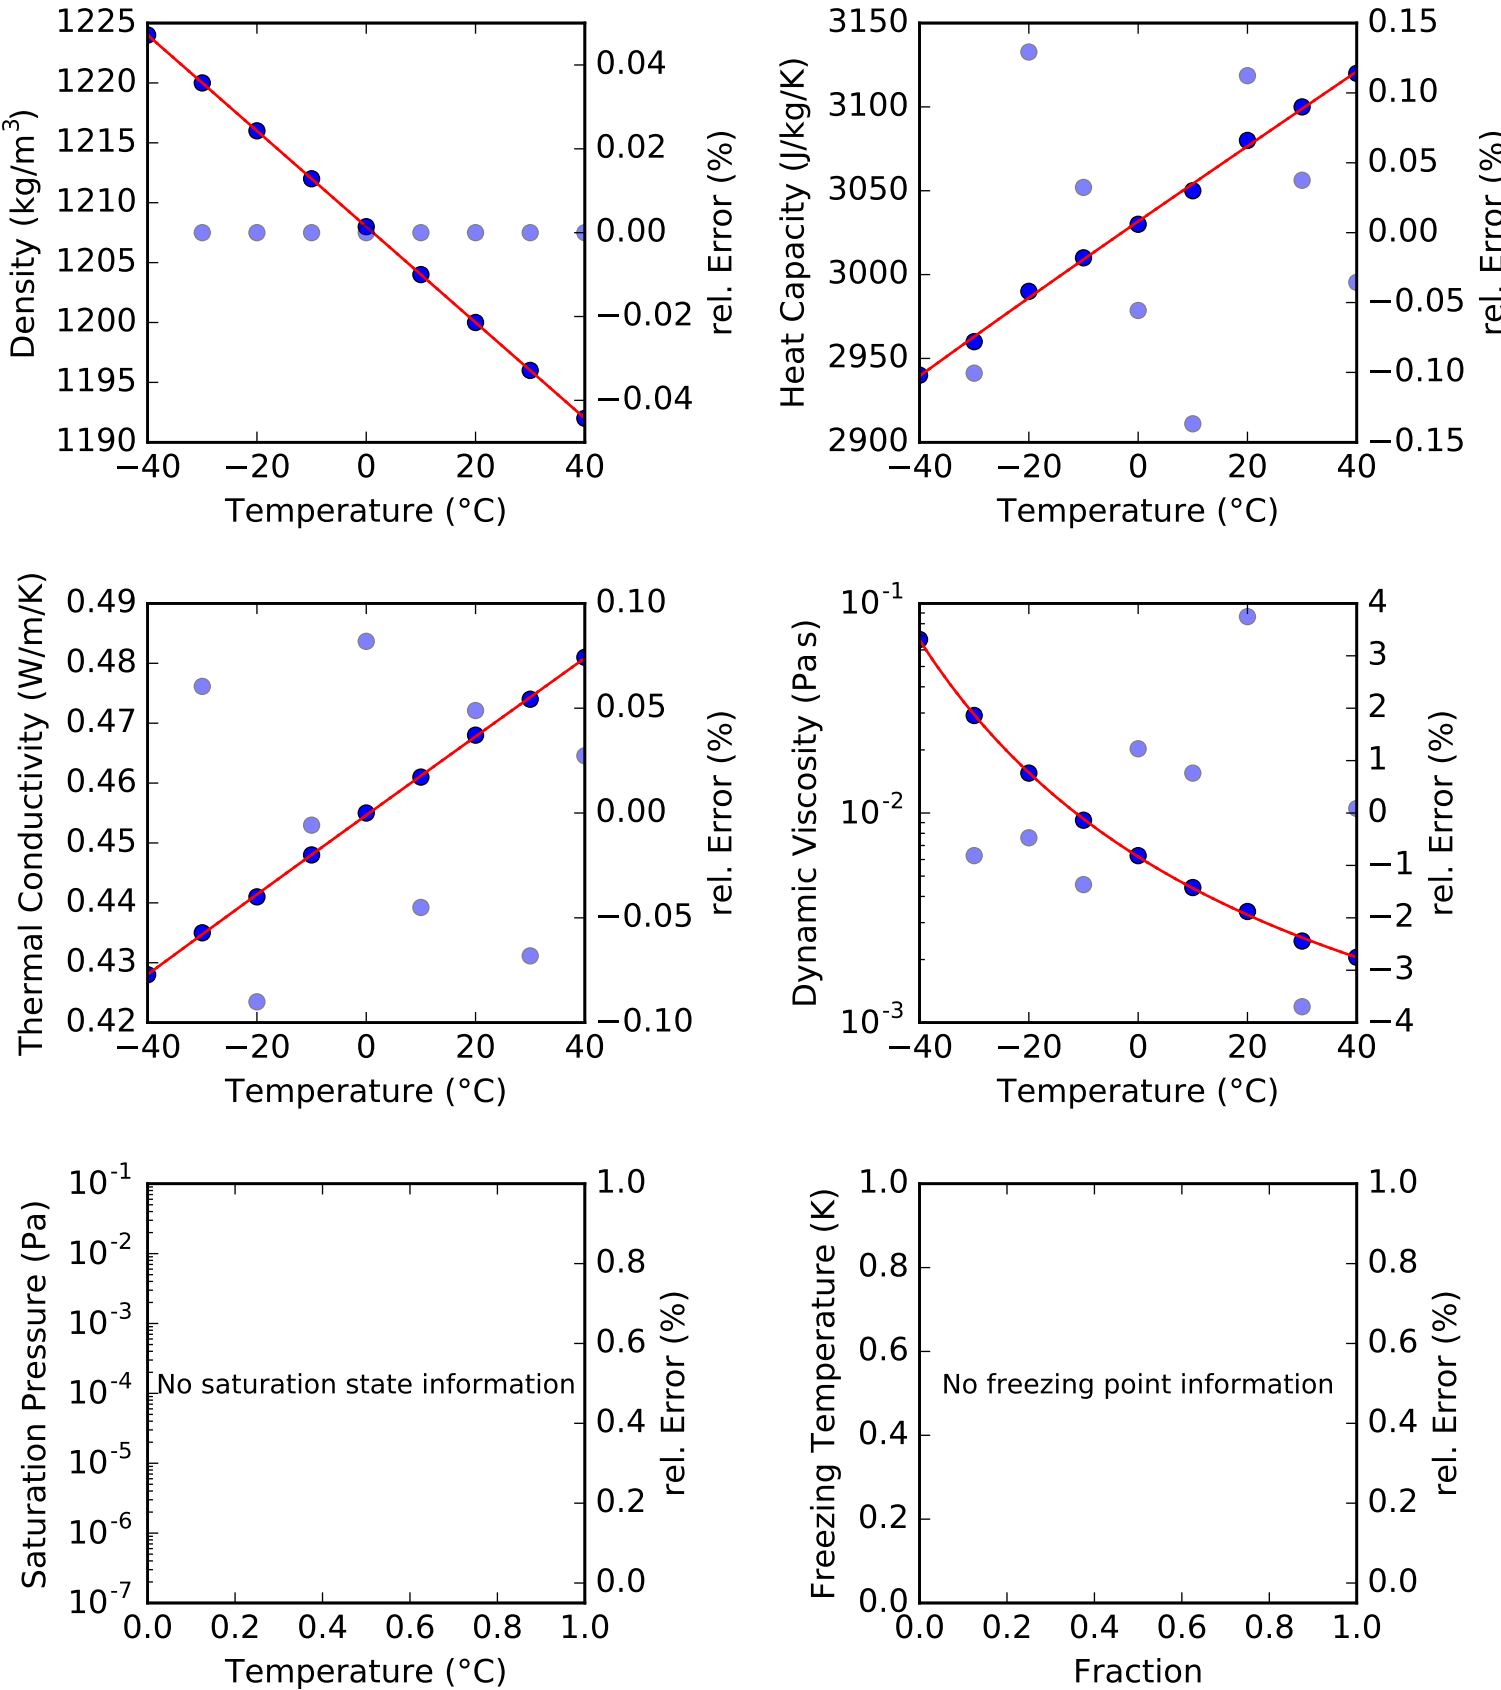 Density (kg/m³)
1225
1220
1215
1210
1205
1200
1195
1190
0.04
0.02
0.00
−0.02
−0.04
rel. Error (%)
−40 −20 0 20 40
Temperature (°C)
Heat Capacity (J/kg/K)
3150
3100
3050
3000
2950
2900
0.15
0.10
0.05
0.00
−0.05
−0.10
−0.15
rel. Error (%)
−40 −20 0 20 40
Temperature (°C)
Thermal Conductivity (W/m/K)
0.49
0.48
0.47
0.46
0.45
0.44
0.43
0.42
0.10
0.05
0.00
−0.05
−0.10
rel. Error (%)
−40 −20 0 20 40
Temperature (°C)
Dynamic Viscosity (Pa s)
10⁻¹
10⁻²
10⁻³
4
3
2
1
0
−1
−2
−3
−4
rel. Error (%)
−40 −20 0 20 40
Temperature (°C)
Saturation Pressure (Pa)
10⁻¹
10⁻²
10⁻³
10⁻⁴
10⁻⁵
10⁻⁶
10⁻⁷
No saturation state information
1.0
0.8
0.6
0.4
0.2
0.0
rel. Error (%)
0.0 0.2 0.4 0.6 0.8 1.0
Temperature (°C)
Freezing Temperature (K)
1.0
0.8
0.6
0.4
0.2
0.0
No freezing point information
1.0
0.8
0.6
0.4
0.2
0.0
rel. Error (%)
0.0 0.2 0.4 0.6 0.8 1.0
Fraction